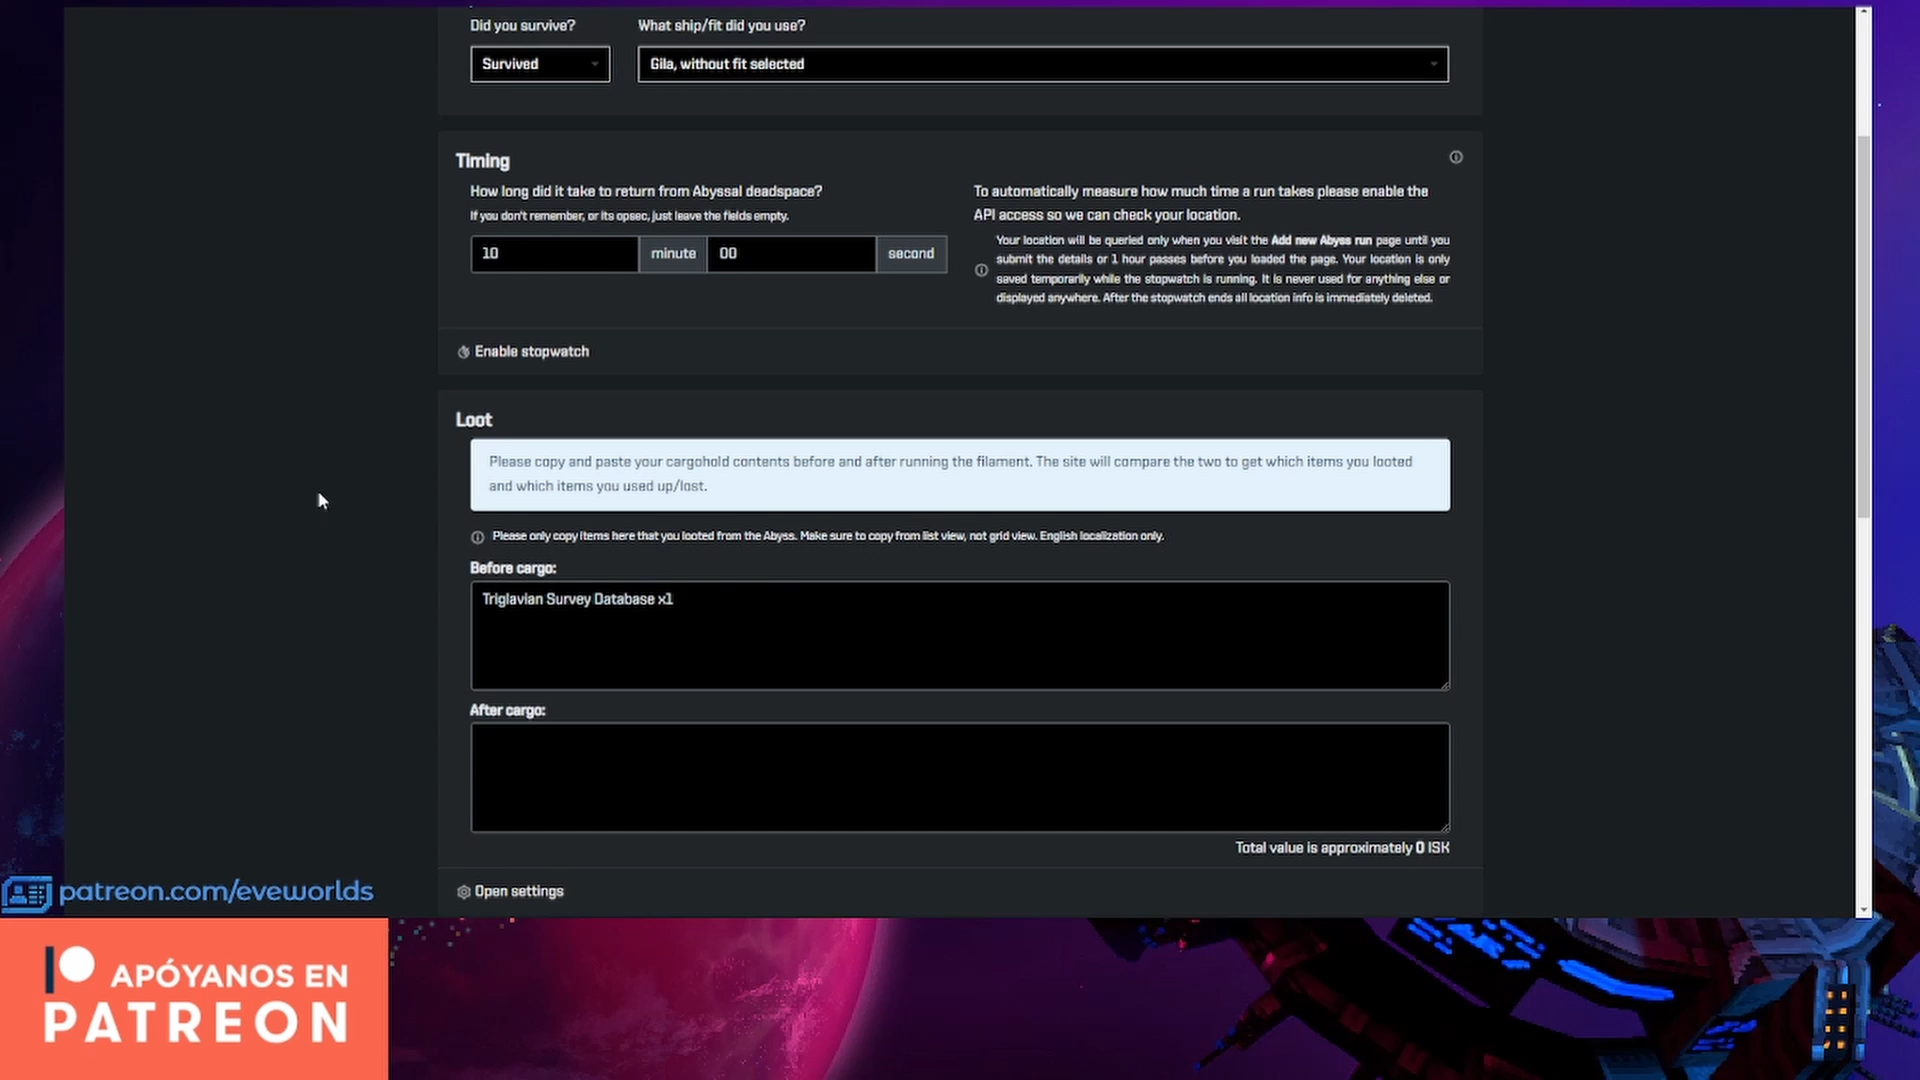 Did you survive?
What ship/fit did you use?
Survived
Gila, without fit selected
Timing
How long did it take to return from Abyssal deadspace?
If you don't remember, or its opsec, just leave the fields empty.
10 minute 00 second
To automatically measure how much time a run takes please enable the
API access so we can check your location.
Your location will be queried only when you visit the Add new Abyss run page until you
submit the details or 1 hour passes before you loaded the page. Your location is only
saved temporarily while the stopwatch is running. It is never used for anything else or
displayed anywhere. After the stopwatch ends all location info is immediately deleted.
Enable stopwatch
Loot
Please copy and paste your cargohold contents before and after running the filament. The site will compare the two to get which items you looted
and which items you used up/lost.
Please only copy items here that you looted from the Abyss. Make sure to copy from list view, not grid view. English localization only.
Before cargo:
Triglavian Survey Database x1
After cargo:
Total value is approximately 0 ISK
Open settings
patreon.com/eveworlds
APÓYANOS EN
PATREON